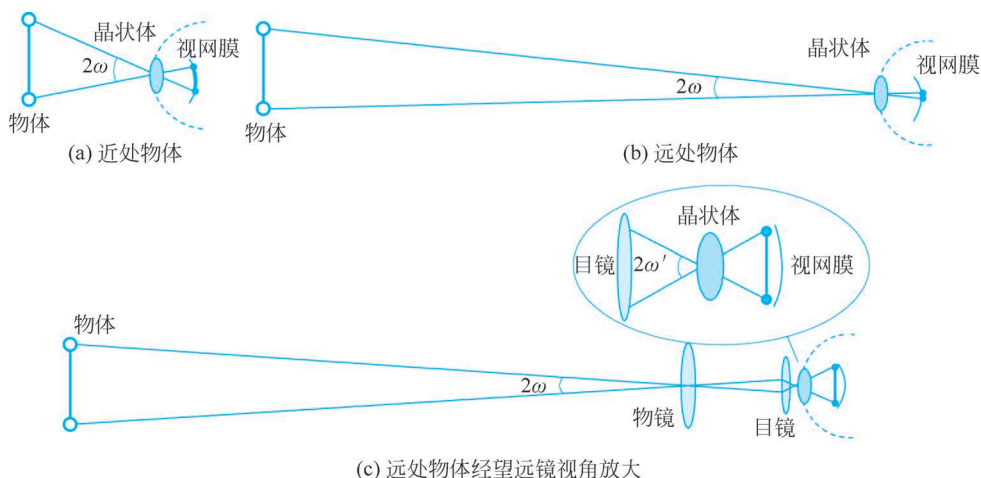 晶状体
视网膜
2ω
物体
(a) 近处物体
晶状体
视网膜
2ω
物体
(b) 远处物体
晶状体
目镜
2ω′
视网膜
物体
2ω
物镜
目镜
(c) 远处物体经望远镜视角放大